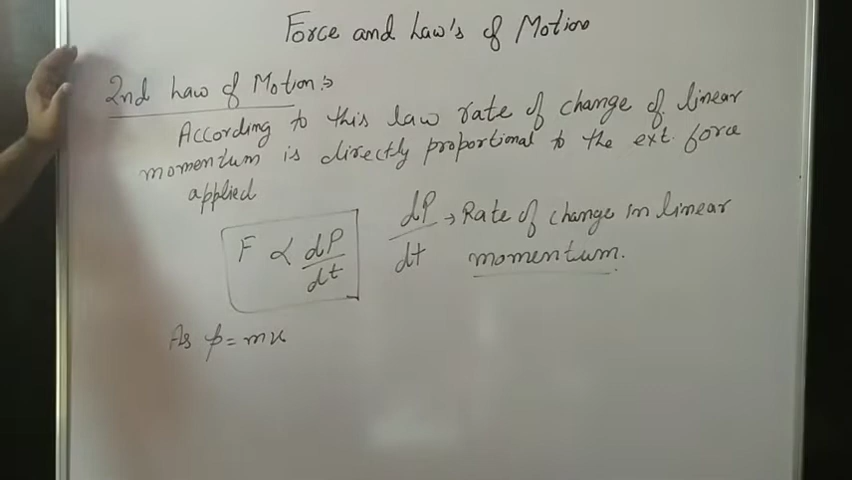 Force and Law's of Motion
2nd Law of Motion:→
According to this law rate of change of linear
momentum is directly proportional to the ext. force
applied
F ∝ dP/dt
dP/dt → Rate of change in linear
momentum.
As p = mv